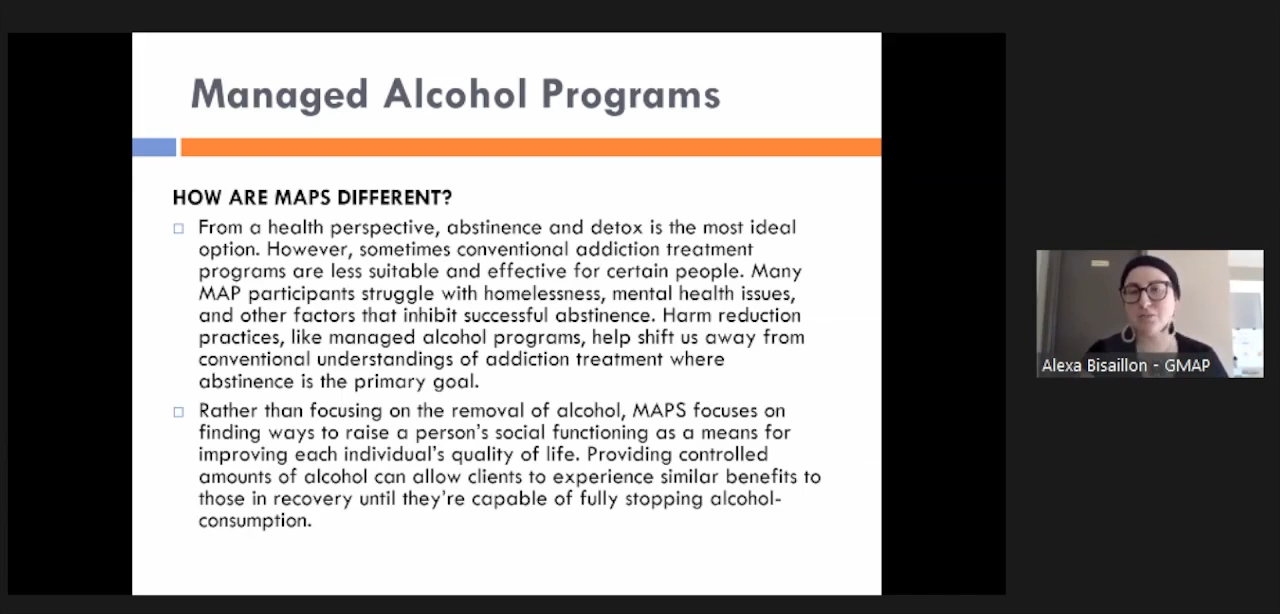 Managed Alcohol Programs
HOW ARE MAPS DIFFERENT?
From a health perspective, abstinence and detox is the most ideal
option. However, sometimes conventional addiction treatment
programs are less suitable and effective for certain people. Many
MAP participants struggle with homelessness, mental health issues,
and other factors that inhibit successful abstinence. Harm reduction
practices, like managed alcohol programs, help shift us away from
conventional understandings of addiction treatment where
abstinence is the primary goal.
Rather than focusing on the removal of alcohol, MAPS focuses on
finding ways to raise a person's social functioning as a means for
improving each individual's quality of life. Providing controlled
amounts of alcohol can allow clients to experience similar benefits to
those in recovery until they're capable of fully stopping alcohol-
consumption.
Alexa Bisaillon - GMAP